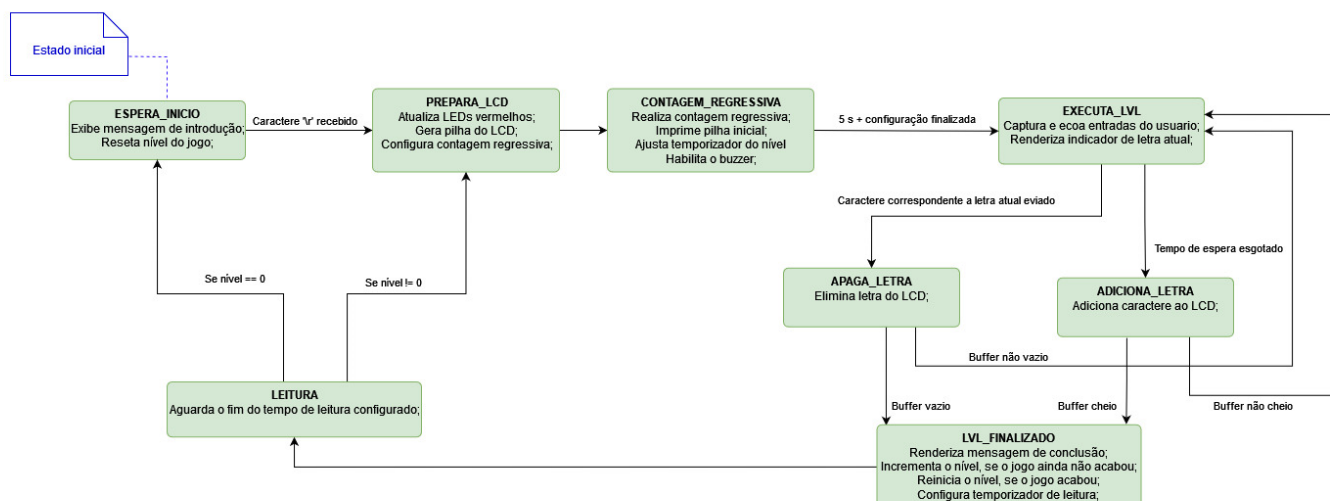 Estado inicial
ESPERA_INICIO
Exibe mensagem de introdução;
Reseta nível do jogo;
Caractere '\r' recebido
PREPARA_LCD
Atualiza LEDs vermelhos;
Gera pilha do LCD;
Configura contagem regressiva;
CONTAGEM_REGRESSIVA
Realiza contagem regressiva;
Imprime pilha inicial;
Ajusta temporizador do nível
Habilita o buzzer;
5 s + configuração finalizada
EXECUTA_LVL
Captura e ecoa entradas do usuario;
Renderiza indicador de letra atual;
Caractere correspondente a letra atual eviado
Tempo de espera esgotado
APAGA_LETRA
Elimina letra do LCD;
ADICIONA_LETRA
Adiciona caractere ao LCD;
Se nível == 0
Se nível != 0
Buffer não vazio
LEITURA
Aguarda o fim do tempo de leitura configurado;
Buffer vazio
Buffer cheio
Buffer não cheio
LVL_FINALIZADO
Renderiza mensagem de conclusão;
Incrementa o nível, se o jogo ainda não acabou;
Reinicia o nível, se o jogo acabou;
Configura temporizador de leitura;